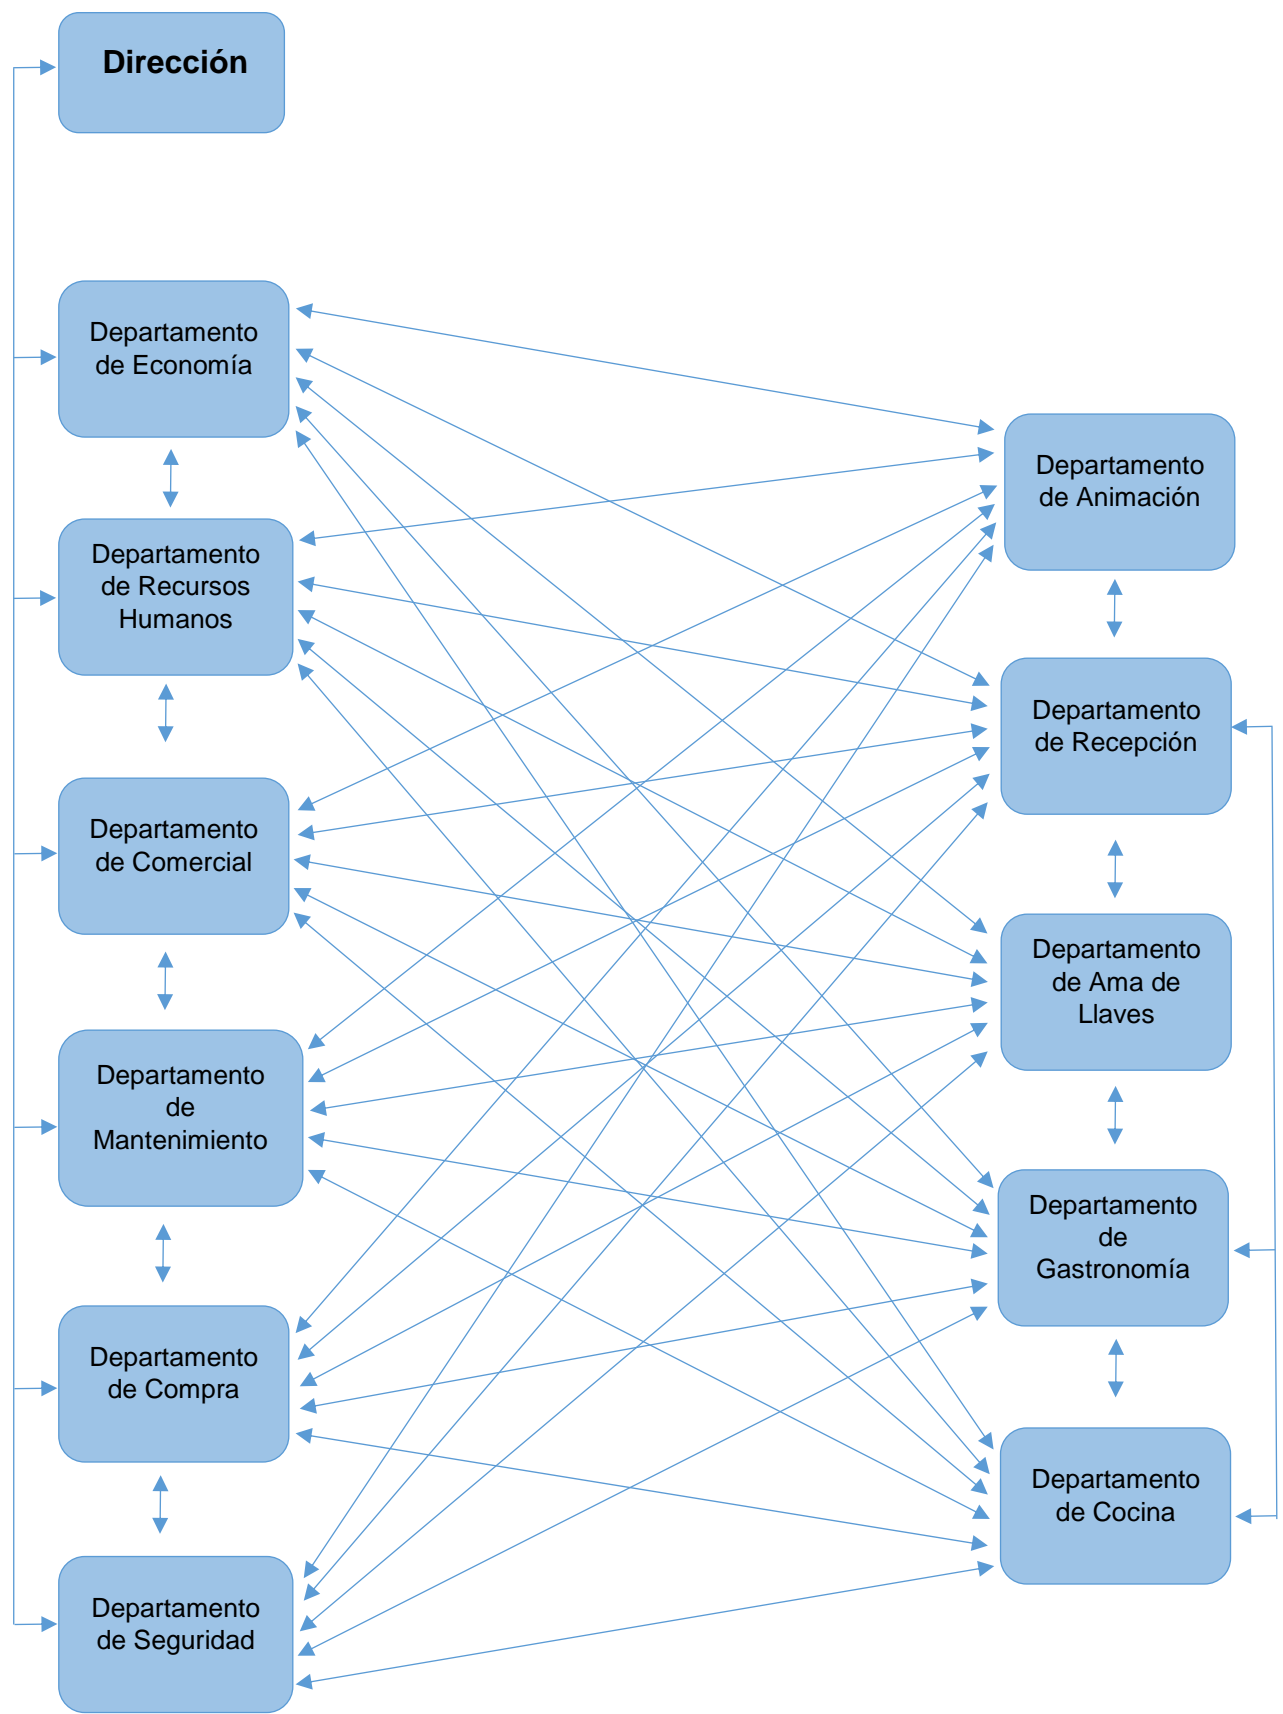 Dirección
Departamento
de Economía
Departamento
de Recursos
Humanos
Departamento
de Comercial
Departamento
de
Mantenimiento
Departamento
de Compra
Departamento
de Seguridad
Departamento
de Animación
Departamento
de Recepción
Departamento
de Ama de
Llaves
Departamento
de
Gastronomía
Departamento
de Cocina